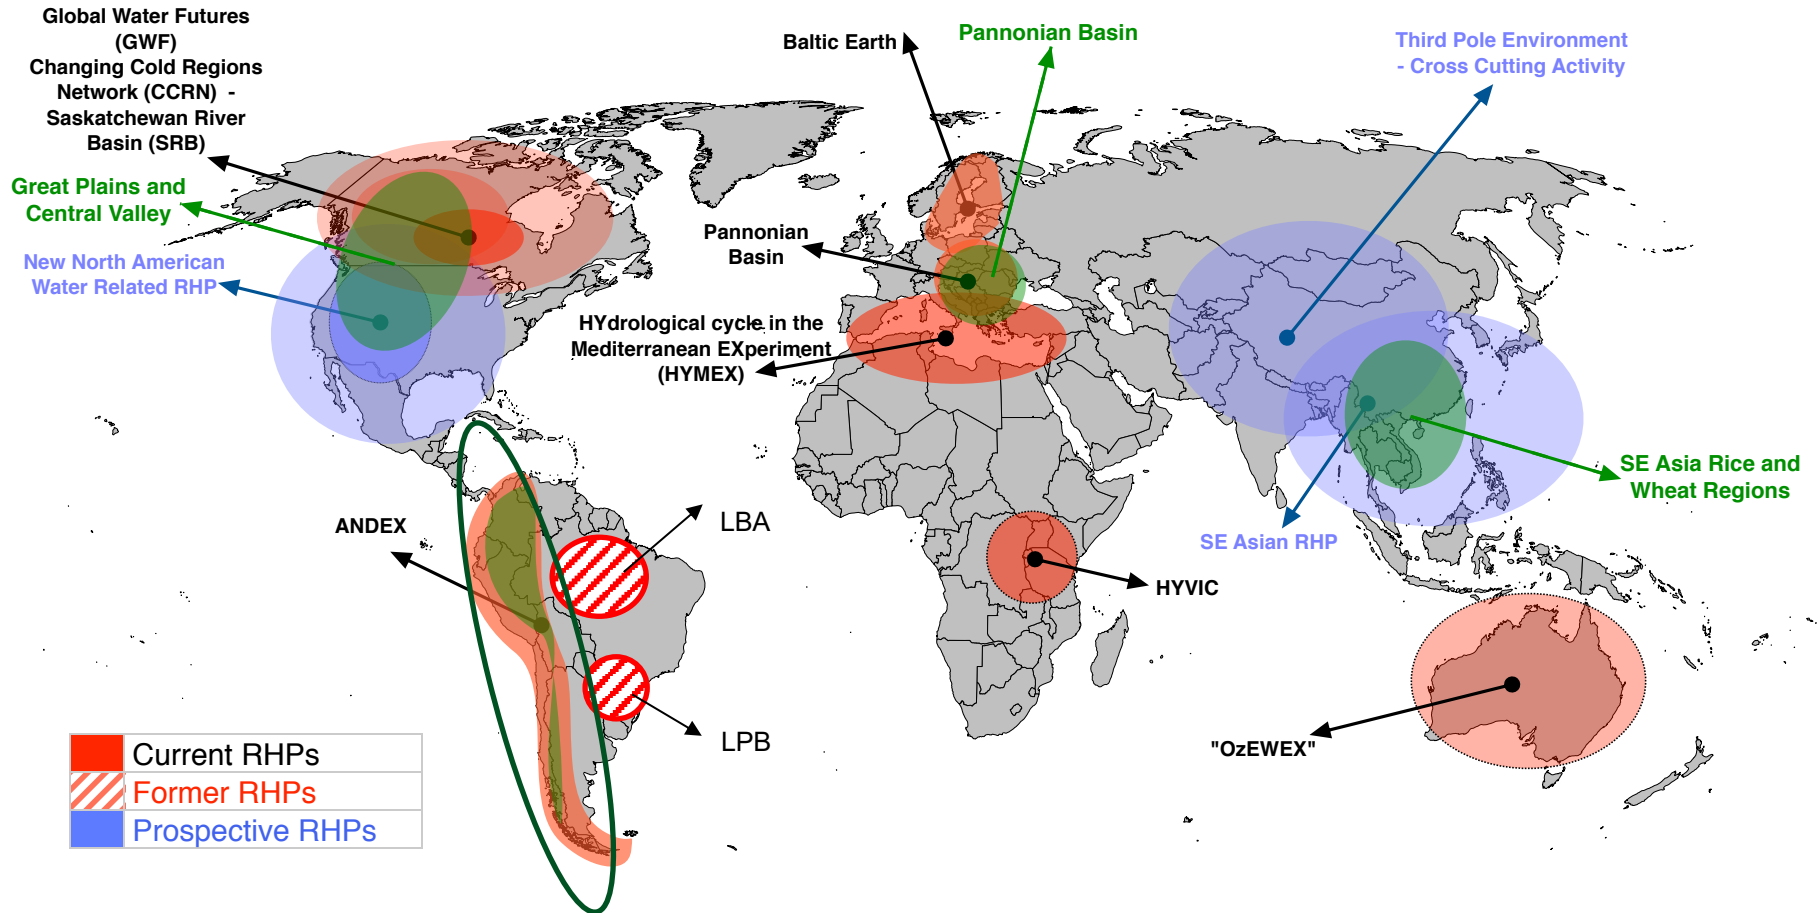 Global Water Futures
(GWF)
Changing Cold Regions
Network (CCRN)  -
Saskatchewan River
Basin (SRB)
Great Plains and
Central Valley
New North American
Water Related RHP
Baltic Earth
Pannonian Basin
Third Pole Environment
- Cross Cutting Activity
Pannonian
Basin
HYdrological cycle in the
Mediterranean EXperiment
(HYMEX)
SE Asia Rice and
Wheat Regions
SE Asian RHP
ANDEX
LBA
HYVIC
LPB
"OzEWEX"
Current RHPs
Former RHPs
Prospective RHPs